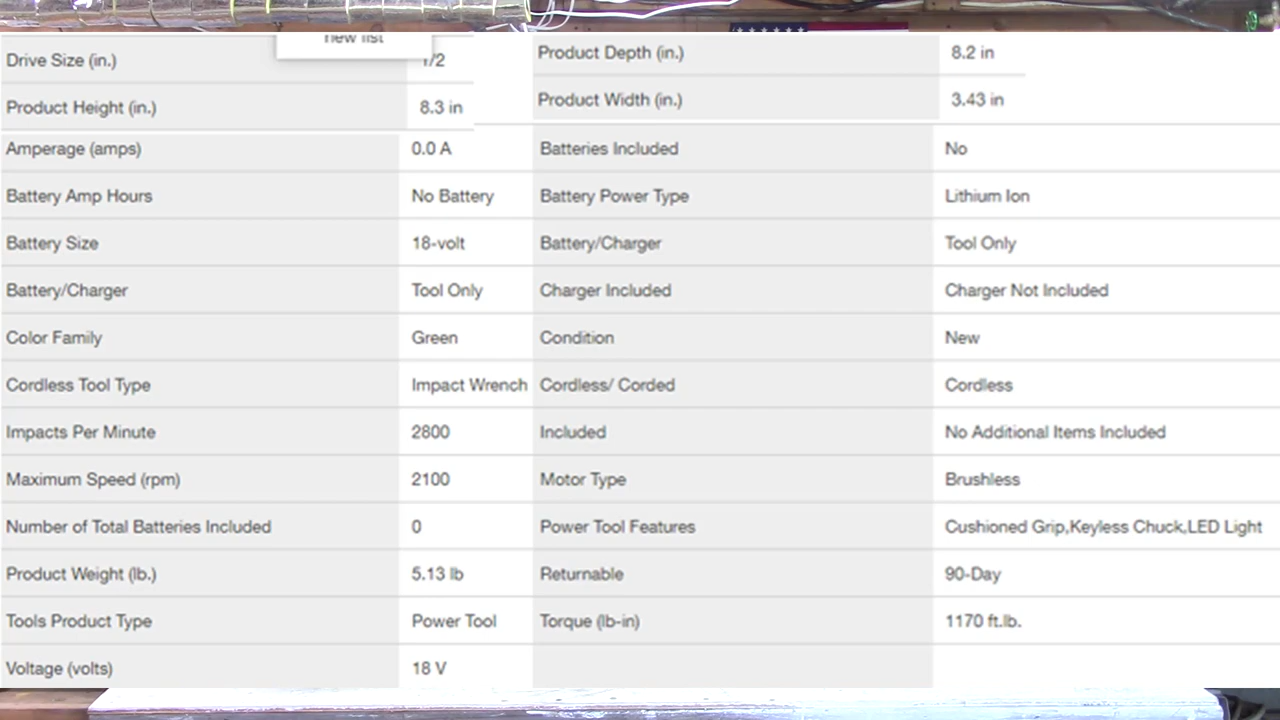 new list
Drive Size (in.) 1/2
Product Height (in.) 8.3 in
Product Depth (in.) 8.2 in
Product Width (in.) 3.43 in
Amperage (amps) 0.0 A Batteries Included No
Battery Amp Hours No Battery Battery Power Type Lithium Ion
Battery Size 18-volt Battery/Charger Tool Only
Battery/Charger Tool Only Charger Included Charger Not Included
Color Family Green Condition New
Cordless Tool Type Impact Wrench Cordless/ Corded Cordless
Impacts Per Minute 2800 Included No Additional Items Included
Maximum Speed (rpm) 2100 Motor Type Brushless
Number of Total Batteries Included 0 Power Tool Features Cushioned Grip,Keyless Chuck,LED Light
Product Weight (lb.) 5.13 lb Returnable 90-Day
Tools Product Type Power Tool Torque (lb-in) 1170 ft.lb.
Voltage (volts) 18 V